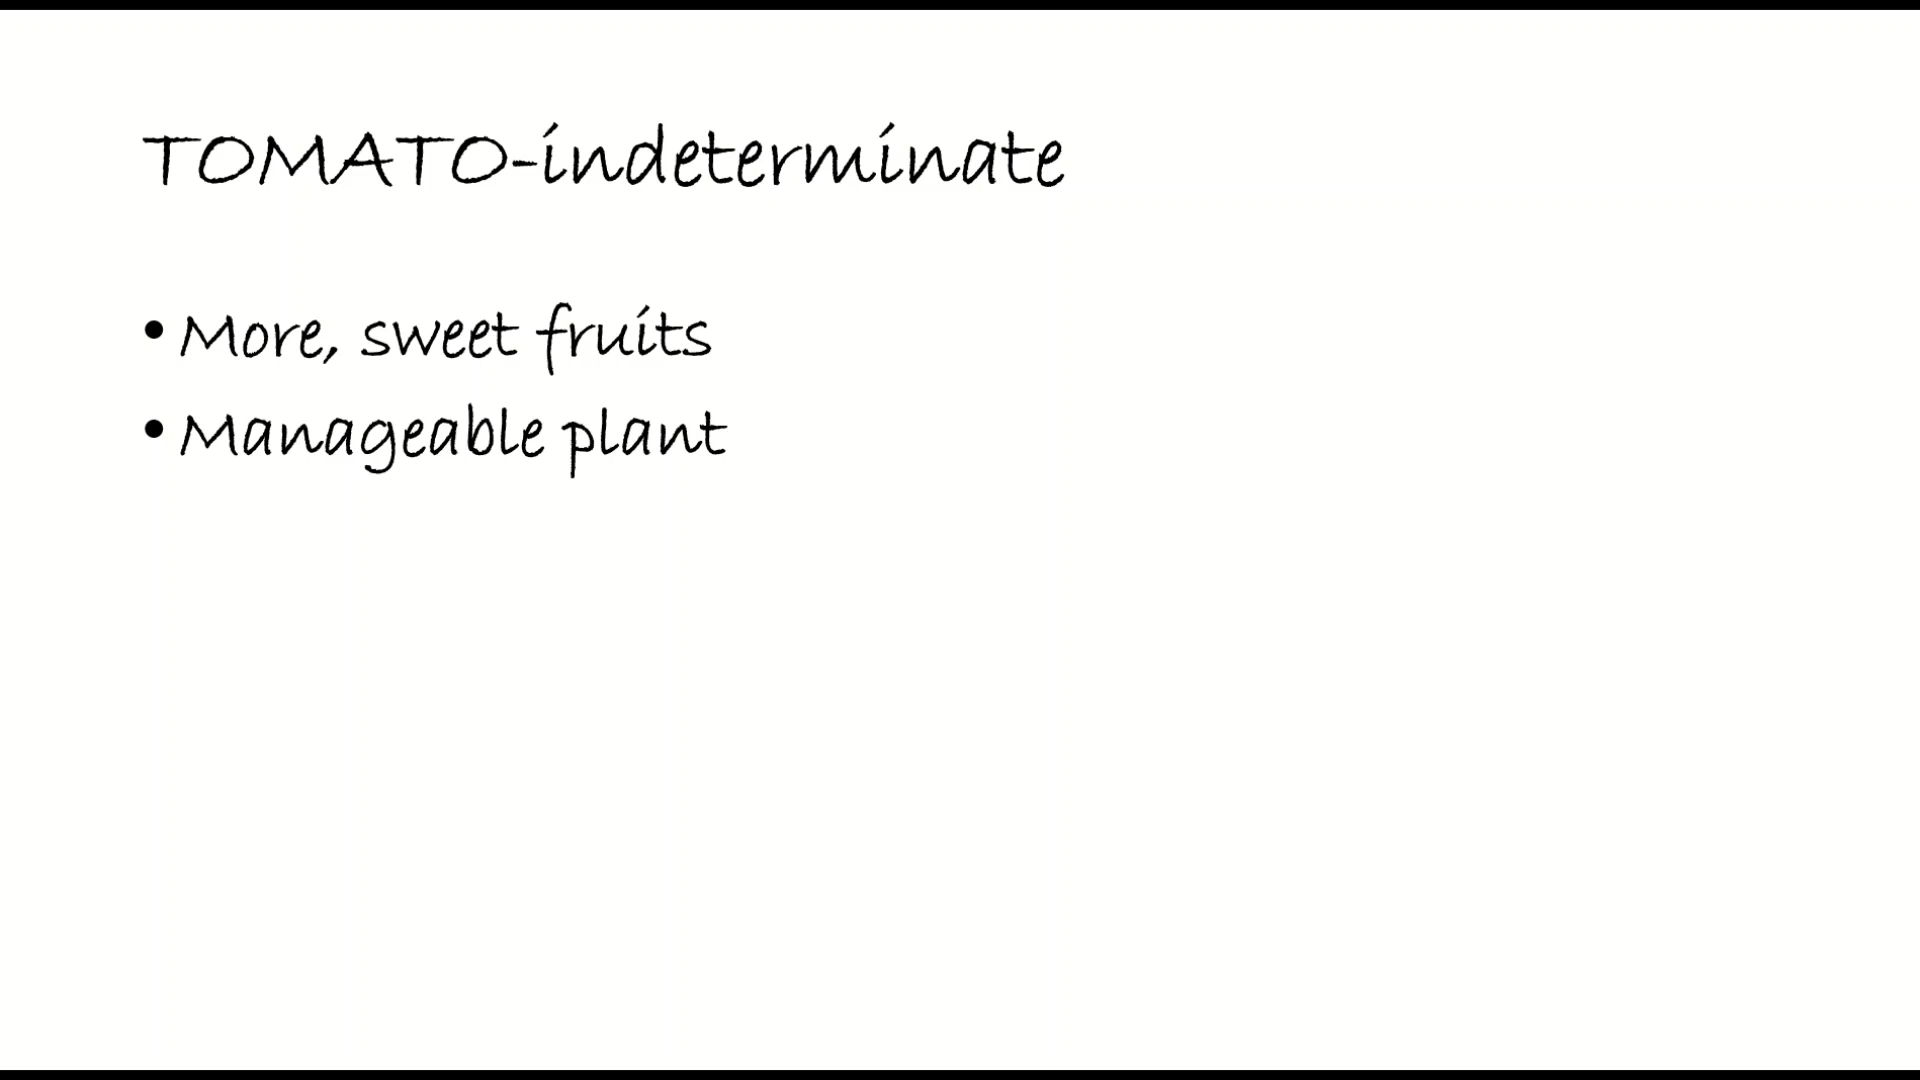 TOMATO-indeterminate
• More, sweet fruits
• Manageable plant